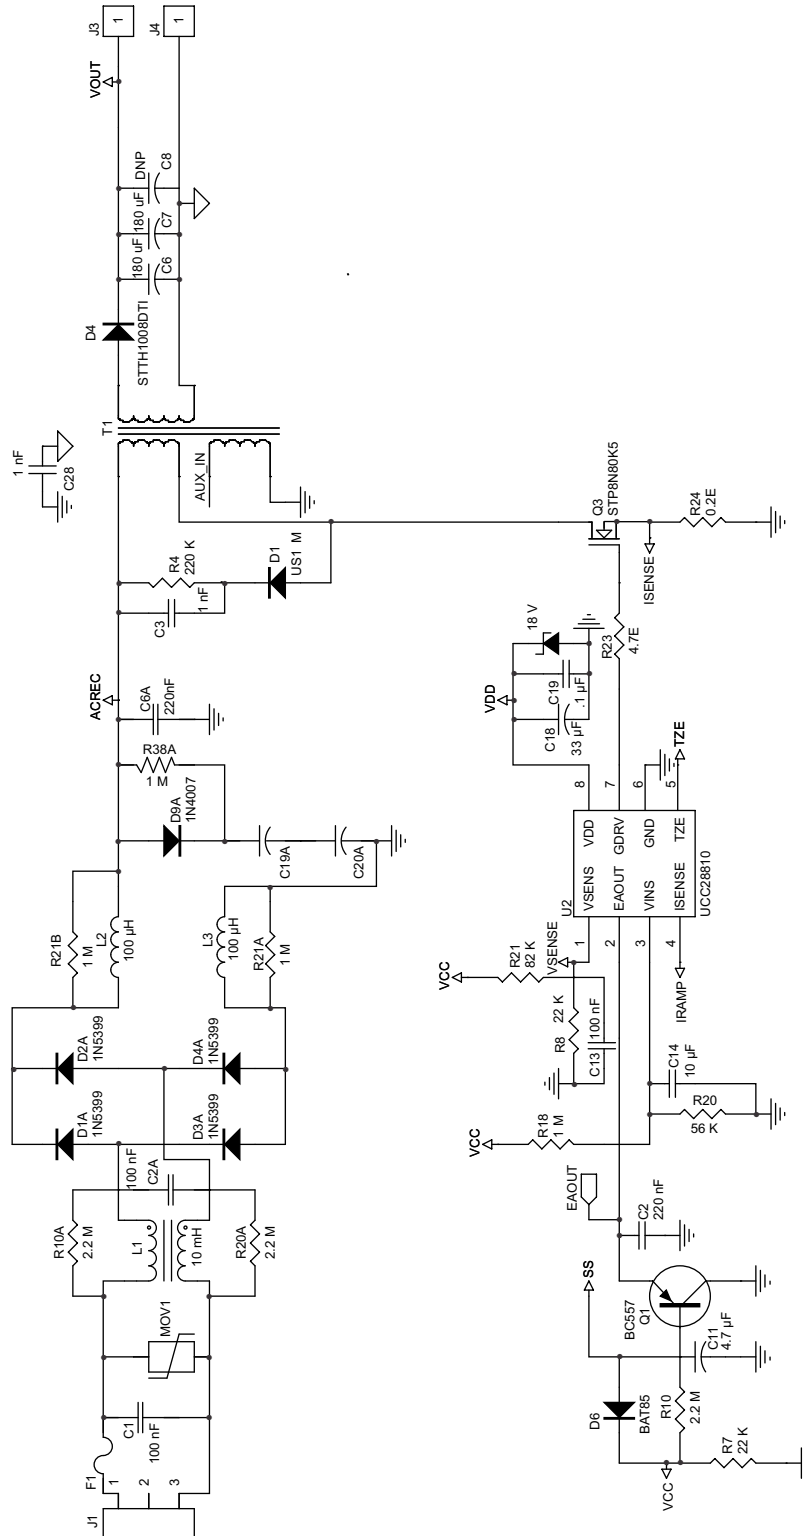 J1
1
2
3
F1
C1
100 nF
MOV1
R10A
2.2 M
L1
10 mH
R20A
2.2 M
100 nF
C2A
D1A
1N5399
D2A
1N5399
D3A
1N5399
D4A
1N5399
R21B
1 M
L2
100 µH
L3
100 µH
R21A
1 M
D9A
1N4007
C19A
C20A
R38A
1 M
C6A
220nF
ACREC
C3
1 nF
R4
220 K
D1
US1 M
1 nF
C28
T1
AUX_IN
D4
STTH1008DTI
180 uF
C6
180 uF
C7
DNP
C8
VOUT
J3
1
J4
1
VCC
R7
22 K
D6
BAT85
R10
2.2 M
C11
4.7 µF
SS
BC557
Q1
EAOUT
C2
220 nF
VCC
R18
1 M
R20
56 K
C14
10 µF
R8
22 K
C13
100 nF
VCC
R21
82 K
VSENSE
IRAMP
1
2
3
4
U2
VSENS
EAOUT
VINS
ISENSE
VDD
GDRV
GND
TZE
UCC28810
8
7
6
5
TZE
VDD
C18
33 µF
C19
.1 µF
18 V
R23
4.7E
Q3
STP8N80K5
ISENSE
R24
0.2E